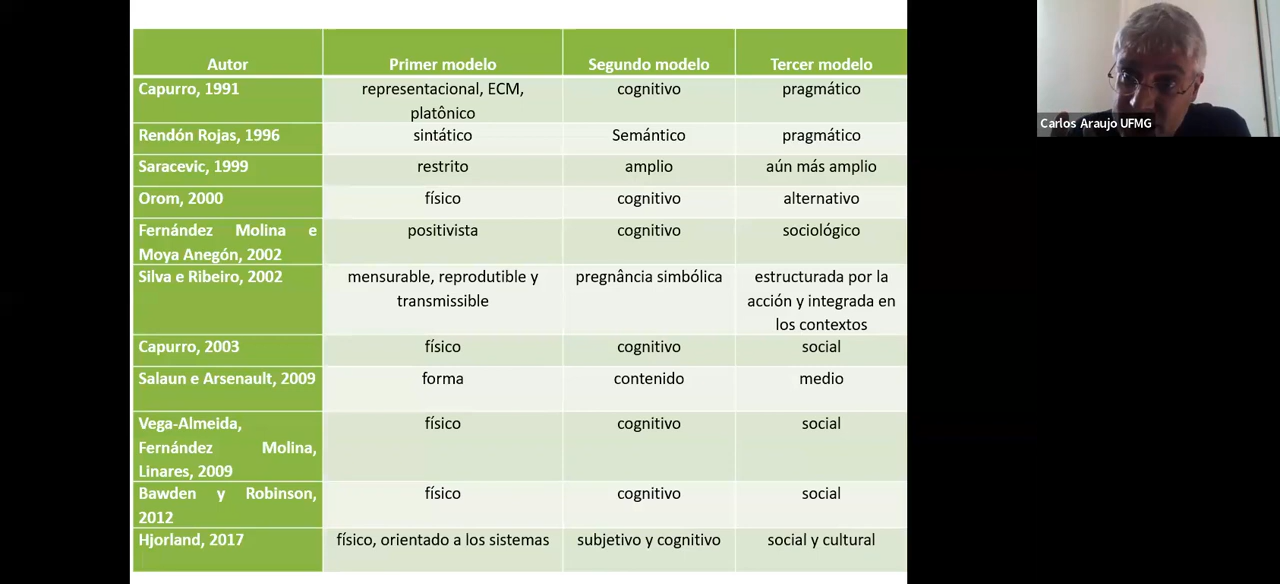 Autor Primer modelo Segundo modelo Tercer modelo
Capurro, 1991 representacional, ECM, cognitivo pragmático
platônico
Rendón Rojas, 1996 sintático Semántico pragmático
Saracevic, 1999 restrito amplio aún más amplio
Orom, 2000 físico cognitivo alternativo
Fernández Molina e positivista cognitivo sociológico
Moya Anegón, 2002
Silva e Ribeiro, 2002 mensurable, reprodutible y pregnância simbólica estructurada por la
transmissible acción y integrada en
los contextos
Capurro, 2003 físico cognitivo social
Salaun e Arsenault, 2009 forma contenido medio
Vega-Almeida, físico cognitivo social
Fernández Molina,
Linares, 2009
Bawden y Robinson, físico cognitivo social
2012
Hjorland, 2017 físico, orientado a los sistemas subjetivo y cognitivo social y cultural
Carlos Araujo UFMG